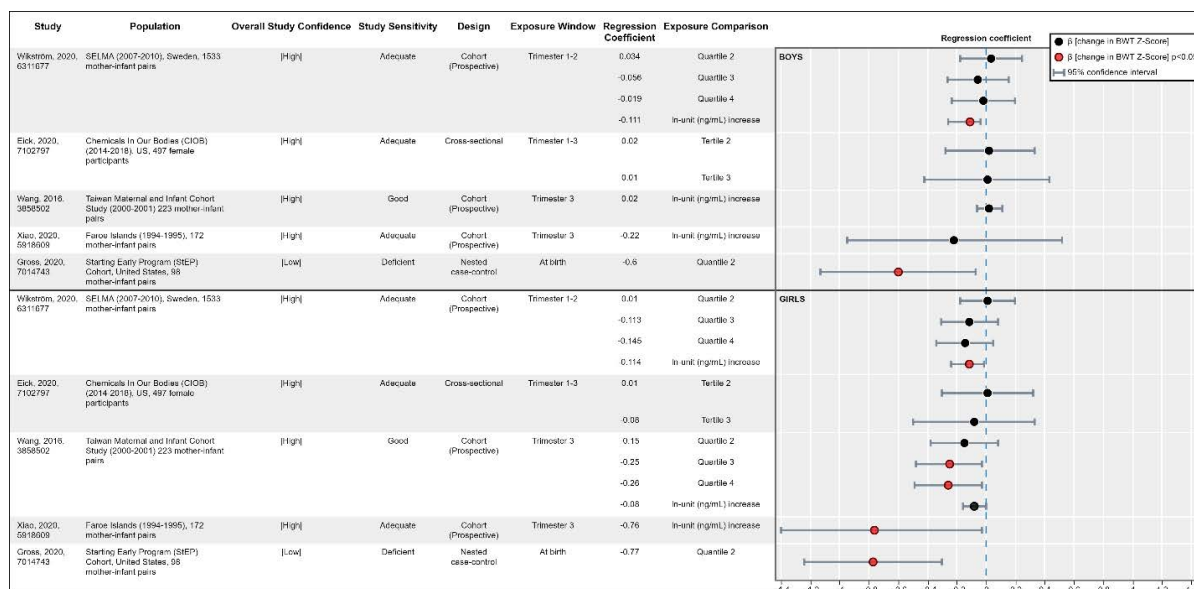 Study Population Overall Study Confidence Study Sensitivity Design Exposure Window Regression Coefficient Exposure Comparison
Regression coefficient
β [change in BWT Z-Score]
β [change in BWT Z-Score] p<0.05
95% confidence interval
BOYS
Wikström, 2020, 6311677 SELMA (2007-2010), Sweden, 1533 mother-infant pairs |High| Adequate Cohort (Prospective) Trimester 1-2 0.034 Quartile 2
-0.056 Quartile 3
-0.019 Quartile 4
-0.111 ln-unit (ng/mL) increase
Eick, 2020, 7102797 Chemicals In Our Bodies (CIOB) (2014-2018), US, 497 female participants |High| Adequate Cross-sectional Trimester 1-3 0.02 Tertile 2
0.01 Tertile 3
Wang, 2016, 3858502 Taiwan Maternal and Infant Cohort Study (2000-2001) 223 mother-infant pairs |High| Good Cohort (Prospective) Trimester 3 0.02 ln-unit (ng/mL) increase
Xiao, 2020, 5918609 Faroe Islands (1994-1995), 172 mother-infant pairs |High| Adequate Cohort (Prospective) Trimester 3 -0.22 ln-unit (ng/mL) increase
Gross, 2020, 7014743 Starting Early Program (StEP) Cohort, United States, 98 mother-infant pairs |Low| Deficient Nested case-control At birth -0.6 Quantile 2
GIRLS
Wikström, 2020, 6311677 SELMA (2007-2010), Sweden, 1533 mother-infant pairs |High| Adequate Cohort (Prospective) Trimester 1-2 0.01 Quartile 2
-0.113 Quartile 3
-0.145 Quartile 4
-0.114 ln-unit (ng/mL) increase
Eick, 2020, 7102797 Chemicals In Our Bodies (CIOB) (2014-2018), US, 497 female participants |High| Adequate Cross-sectional Trimester 1-3 0.01 Tertile 2
-0.08 Tertile 3
Wang, 2016, 3858502 Taiwan Maternal and Infant Cohort Study (2000-2001) 223 mother-infant pairs |High| Good Cohort (Prospective) Trimester 3 0.15 Quartile 2
-0.25 Quartile 3
-0.26 Quartile 4
-0.08 ln-unit (ng/mL) increase
Xiao, 2020, 5918609 Faroe Islands (1994-1995), 172 mother-infant pairs |High| Adequate Cohort (Prospective) Trimester 3 -0.76 ln-unit (ng/mL) increase
Gross, 2020, 7014743 Starting Early Program (StEP) Cohort, United States, 98 mother-infant pairs |Low| Deficient Nested case-control At birth -0.77 Quantile 2